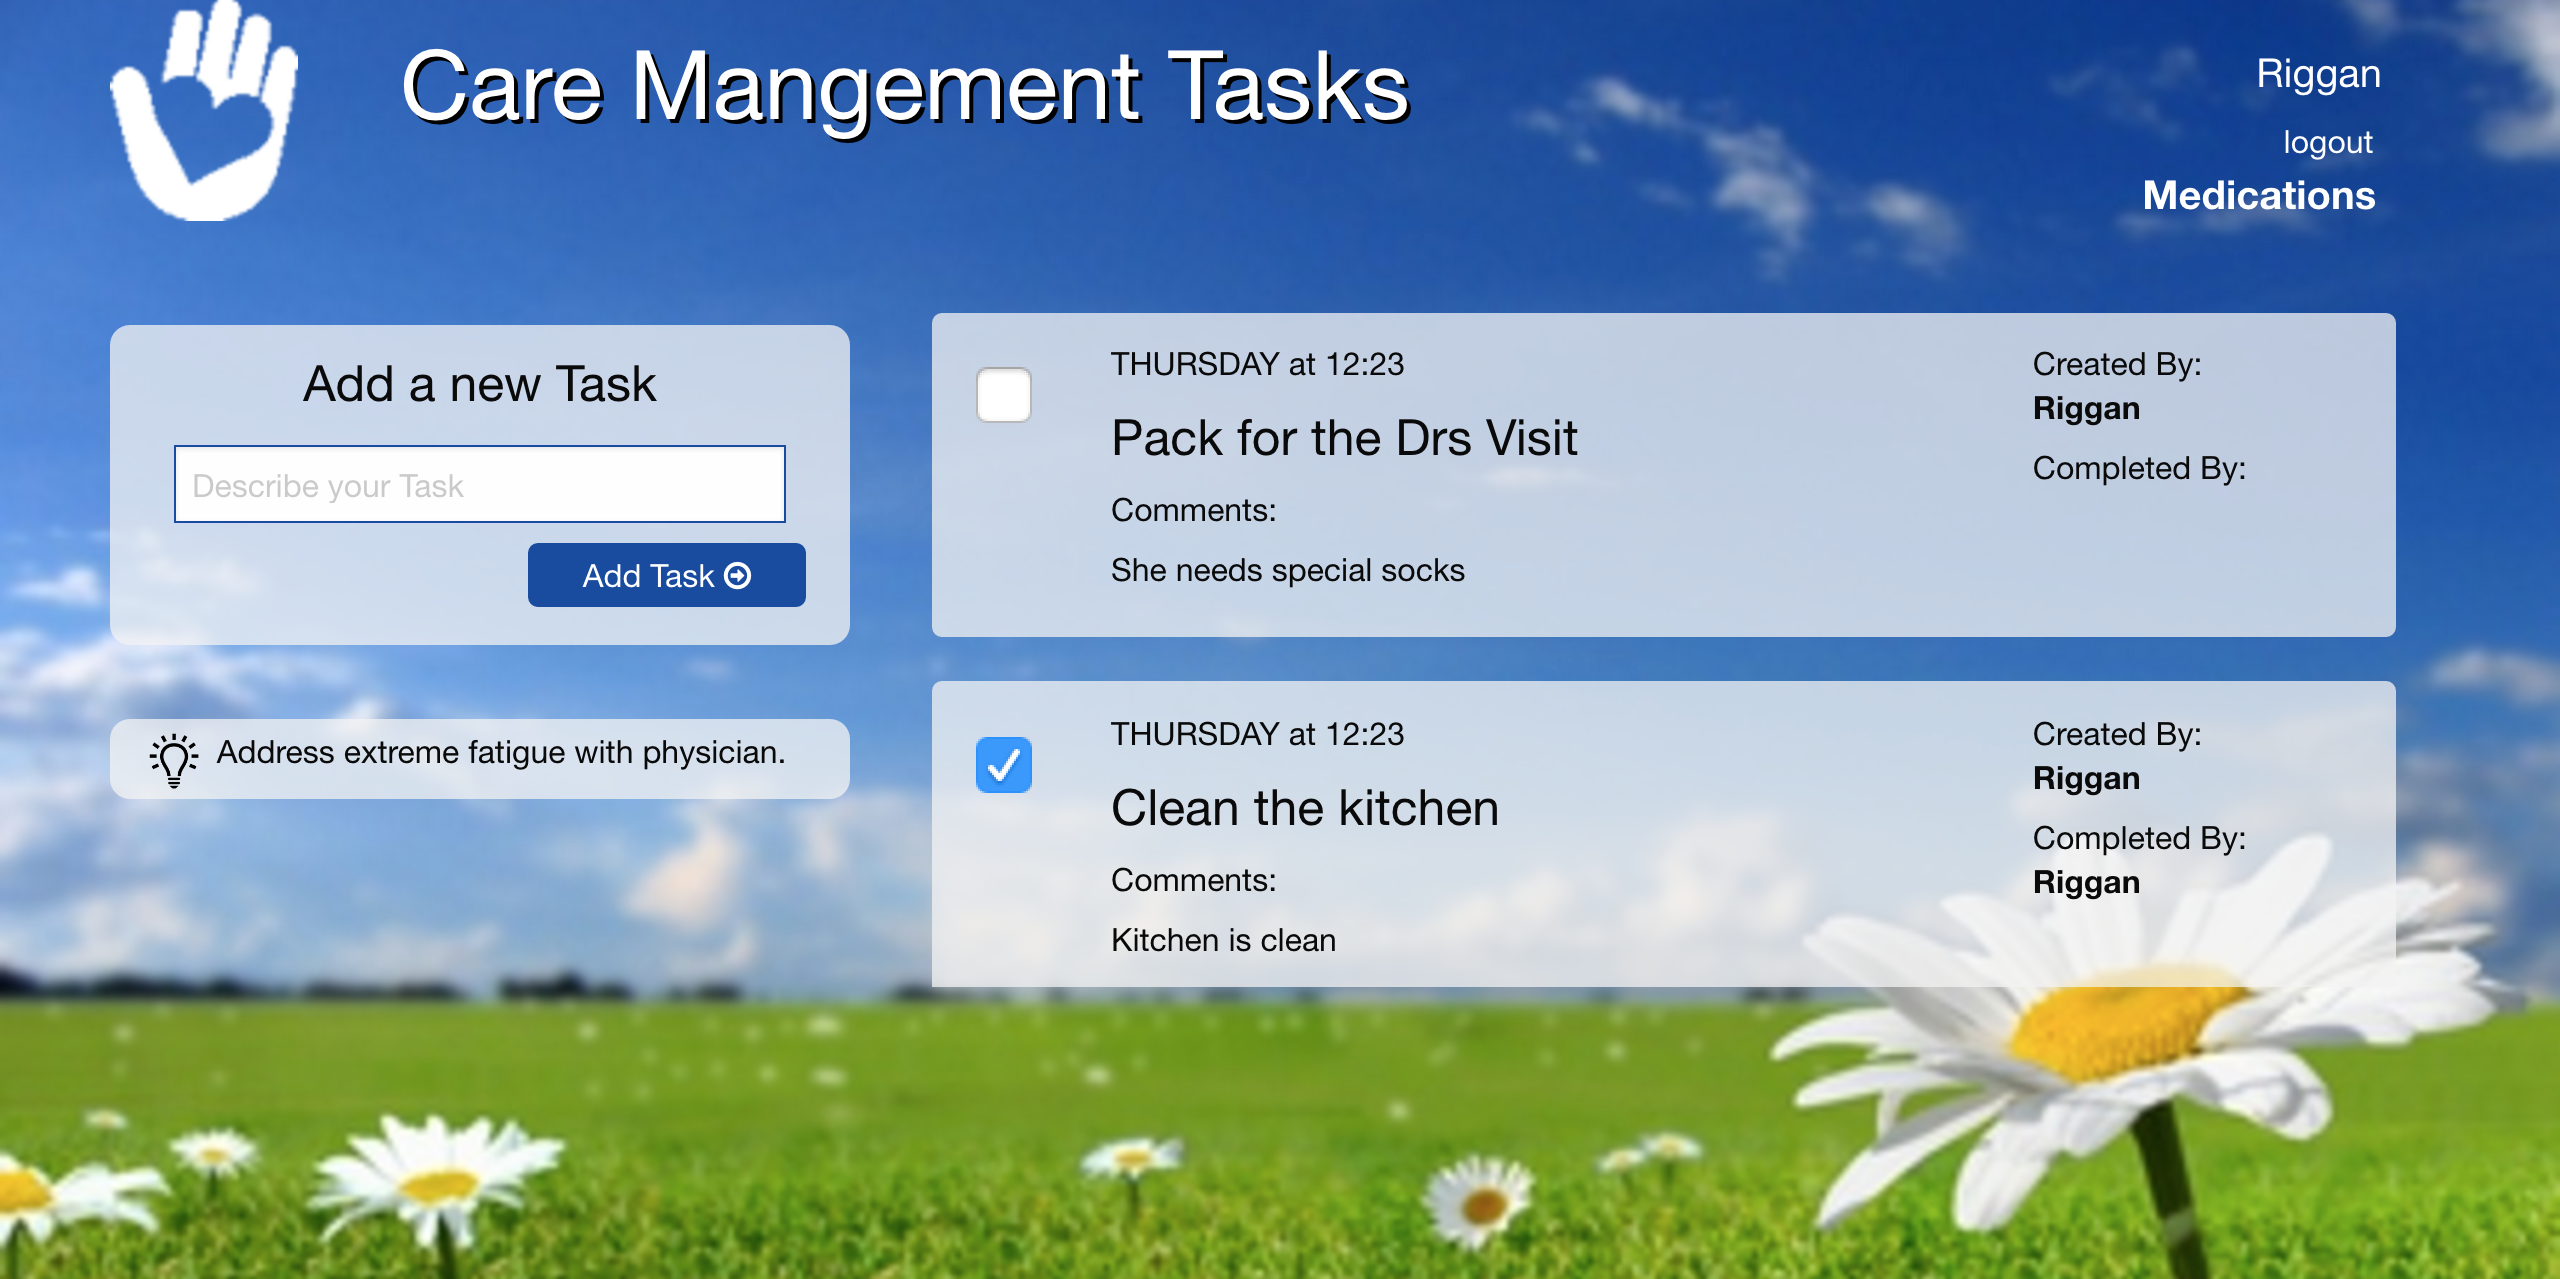 Care Mangement Tasks
Riggan
logout
Medications
Add a new Task
Describe your Task
Add Task
Address extreme fatigue with physician.
THURSDAY at 12:23
Pack for the Drs Visit
Comments:
She needs special socks
Created By:
Riggan
Completed By:
THURSDAY at 12:23
Clean the kitchen
Comments:
Kitchen is clean
Created By:
Riggan
Completed By:
Riggan